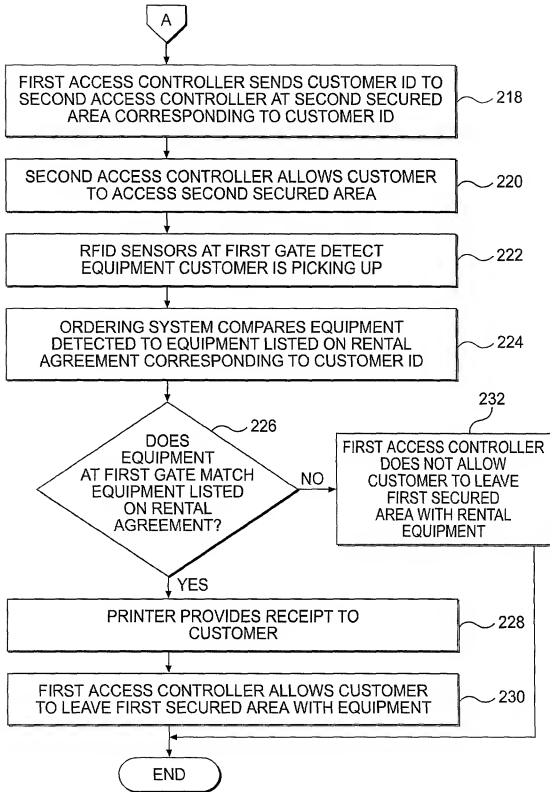 A
FIRST ACCESS CONTROLLER SENDS CUSTOMER ID TO
SECOND ACCESS CONTROLLER AT SECOND SECURED
AREA CORRESPONDING TO CUSTOMER ID
218
SECOND ACCESS CONTROLLER ALLOWS CUSTOMER
TO ACCESS SECOND SECURED AREA
220
RFID SENSORS AT FIRST GATE DETECT
EQUIPMENT CUSTOMER IS PICKING UP
222
ORDERING SYSTEM COMPARES EQUIPMENT
DETECTED TO EQUIPMENT LISTED ON RENTAL
AGREEMENT CORRESPONDING TO CUSTOMER ID
224
226
DOES
EQUIPMENT
AT FIRST GATE MATCH
EQUIPMENT LISTED
ON RENTAL
AGREEMENT?
NO
232
FIRST ACCESS CONTROLLER
DOES NOT ALLOW
CUSTOMER TO LEAVE
FIRST SECURED
AREA WITH RENTAL
EQUIPMENT
YES
PRINTER PROVIDES RECEIPT TO
CUSTOMER
228
FIRST ACCESS CONTROLLER ALLOWS CUSTOMER
TO LEAVE FIRST SECURED AREA WITH EQUIPMENT
230
END